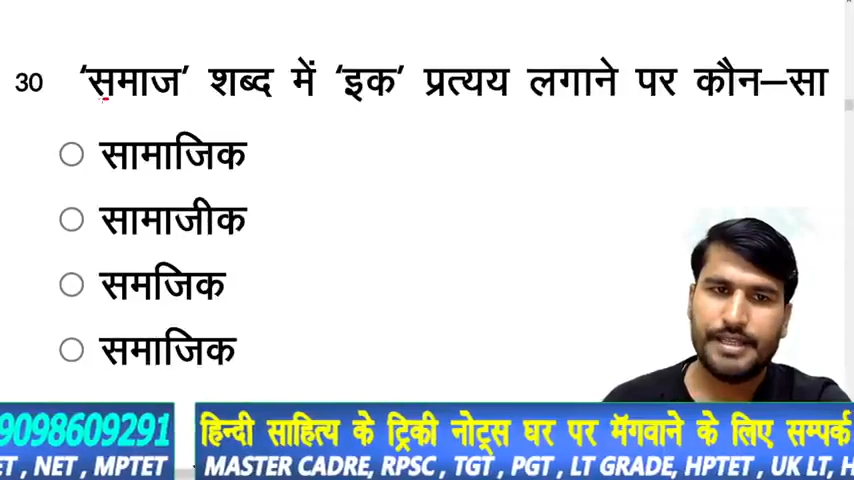 30 ‘समाज’ शब्द में ‘इक’ प्रत्यय लगाने पर कौन–सा
सामाजिक
सामाजीक
समजिक
समाजिक
9098609291 हिन्दी साहित्य के ट्रिकी नोट्स घर पर मॅगवाने के लिए सम्पर्क
, NET , MPTET MASTER CADRE, RPSC , TGT , PGT , LT GRADE, HPTET , UK LT,